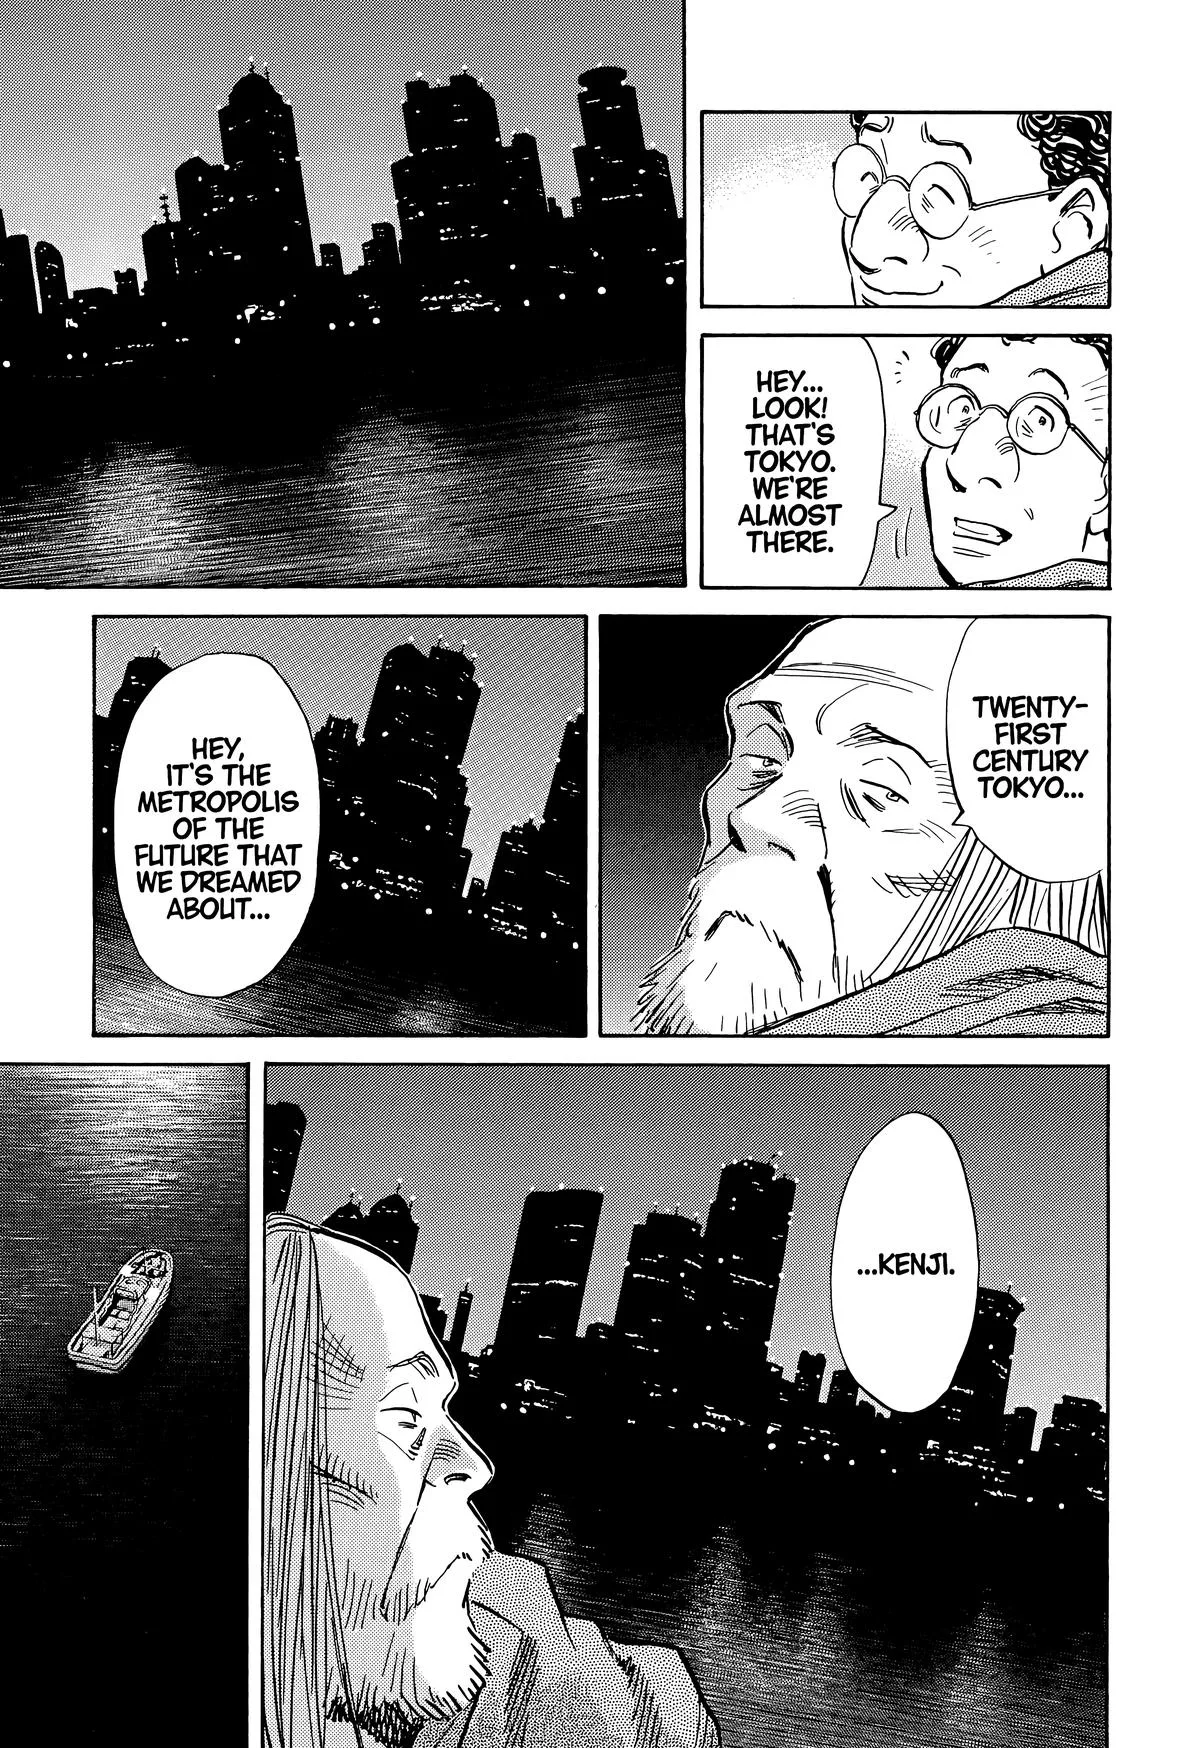 HEY...
LOOK!
THAT'S
TOKYO.
WE'RE
ALMOST
THERE.
TWENTY-
FIRST
CENTURY
TOKYO...
HEY,
IT'S THE
METROPOLIS
OF THE
FUTURE THAT
WE DREAMED
ABOUT...
...KENJI.